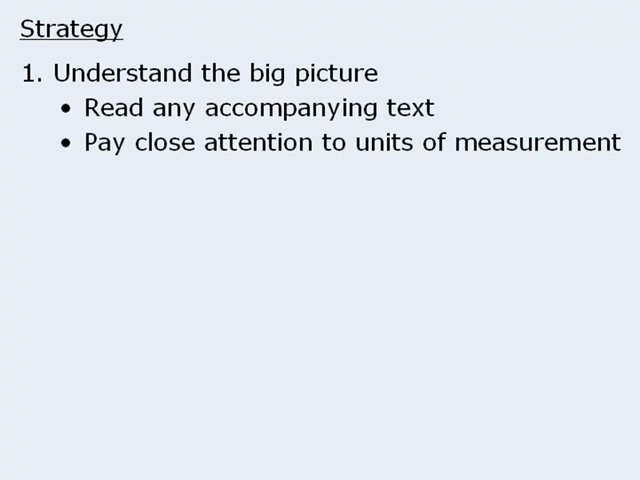 Strategy
1. Understand the big picture
• Read any accompanying text
• Pay close attention to units of measurement